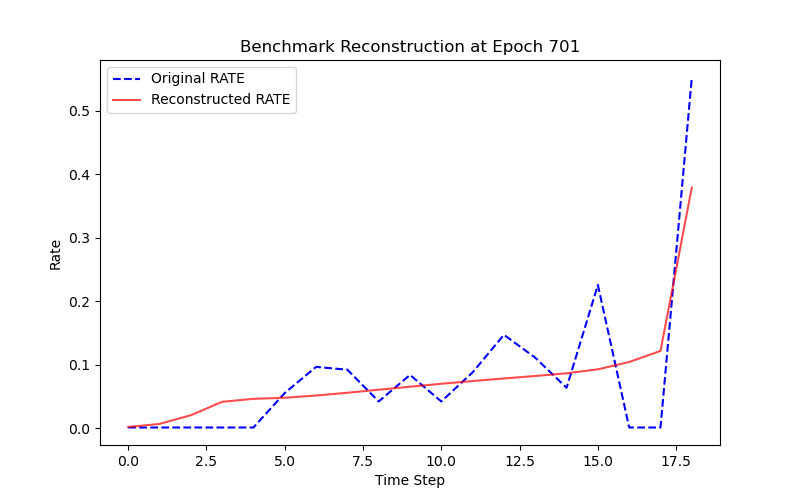 Benchmark Reconstruction at Epoch 701
Original RATE
Reconstructed RATE
Rate
0.5
0.4
0.3
0.2
0.1
0.0
0.0 2.5 5.0 7.5 10.0 12.5 15.0 17.5
Time Step